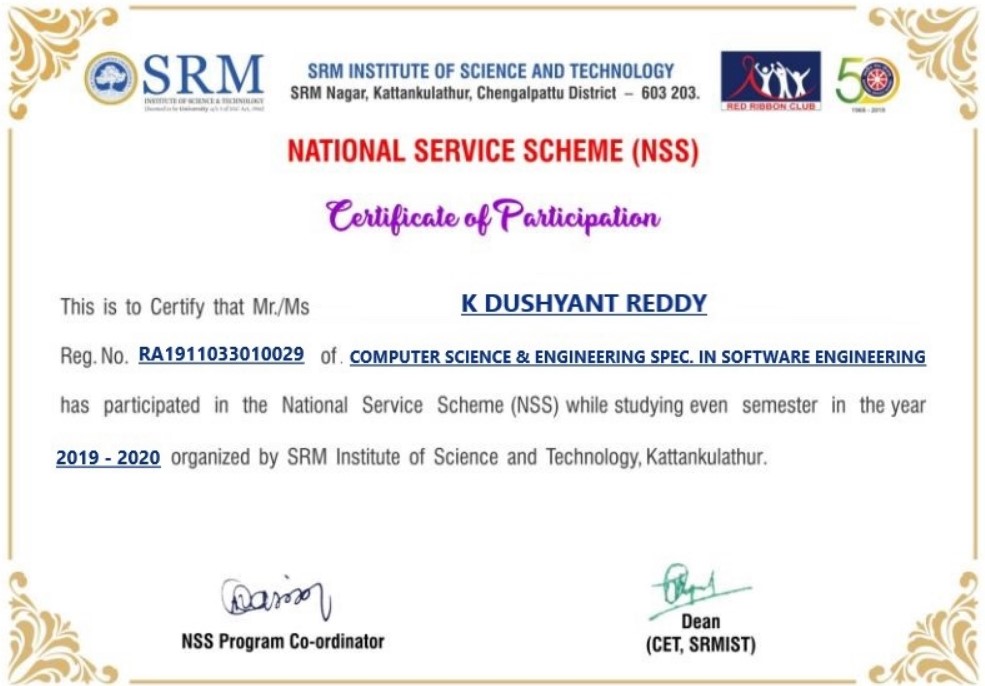 SRM
INSTITUTE OF SCIENCE & TECHNOLOGY
(Deemed to be University u/s 3 of UGC Act, 1956)
SRM INSTITUTE OF SCIENCE AND TECHNOLOGY
SRM Nagar, Kattankulathur, Chengalpattu District – 603 203.
RED RIBBON CLUB
50
1969 - 2019
NATIONAL SERVICE SCHEME (NSS)
Certificate of Participation
This is to Certify that Mr./Ms K DUSHYANT REDDY
Reg. No. RA1911033010029 of . COMPUTER SCIENCE & ENGINEERING SPEC. IN SOFTWARE ENGINEERING
has participated in the National Service Scheme (NSS) while studying even semester in the year
2019 - 2020 organized by SRM Institute of Science and Technology, Kattankulathur.
NSS Program Co-ordinator
Dean
(CET, SRMIST)